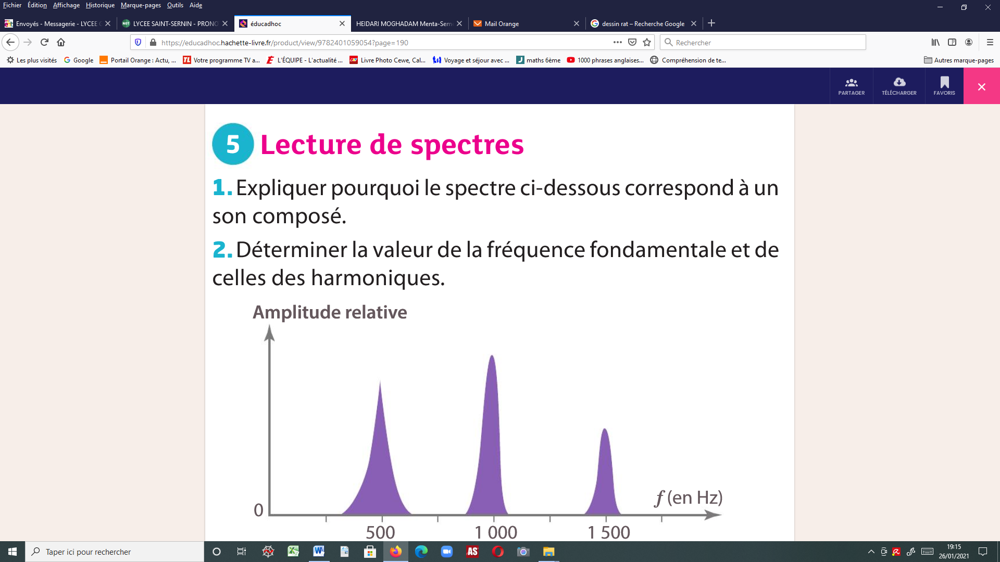 Fichier Édition Affichage Historique Marque-pages Outils Aide
Envoyés - Messagerie - LYCEE LYCEE SAINT-SERNIN - PRONO éducadhoc HEIDARI MOGHADAM Menta-Sem Mail Orange dessin rat – Recherche Google
https://educadhoc.hachette-livre.fr/product/view/9782401059054?page=190 Rechercher
Les plus visités Google Portail Orange : Actu, ... Votre programme TV a... L'ÉQUIPE - L'actualité ... Livre Photo Cewe, Cal... Voyage et séjour avec ... maths 6ème 1000 phrases anglaises... Compréhension de te... Autres marque-pages
PARTAGER TÉLÉCHARGER FAVORIS
5 Lecture de spectres
1. Expliquer pourquoi le spectre ci-dessous correspond à un
son composé.
2. Déterminer la valeur de la fréquence fondamentale et de
celles des harmoniques.
Amplitude relative
f (en Hz)
0
500 1 000 1 500
Taper ici pour rechercher
AS
19:15
26/01/2021